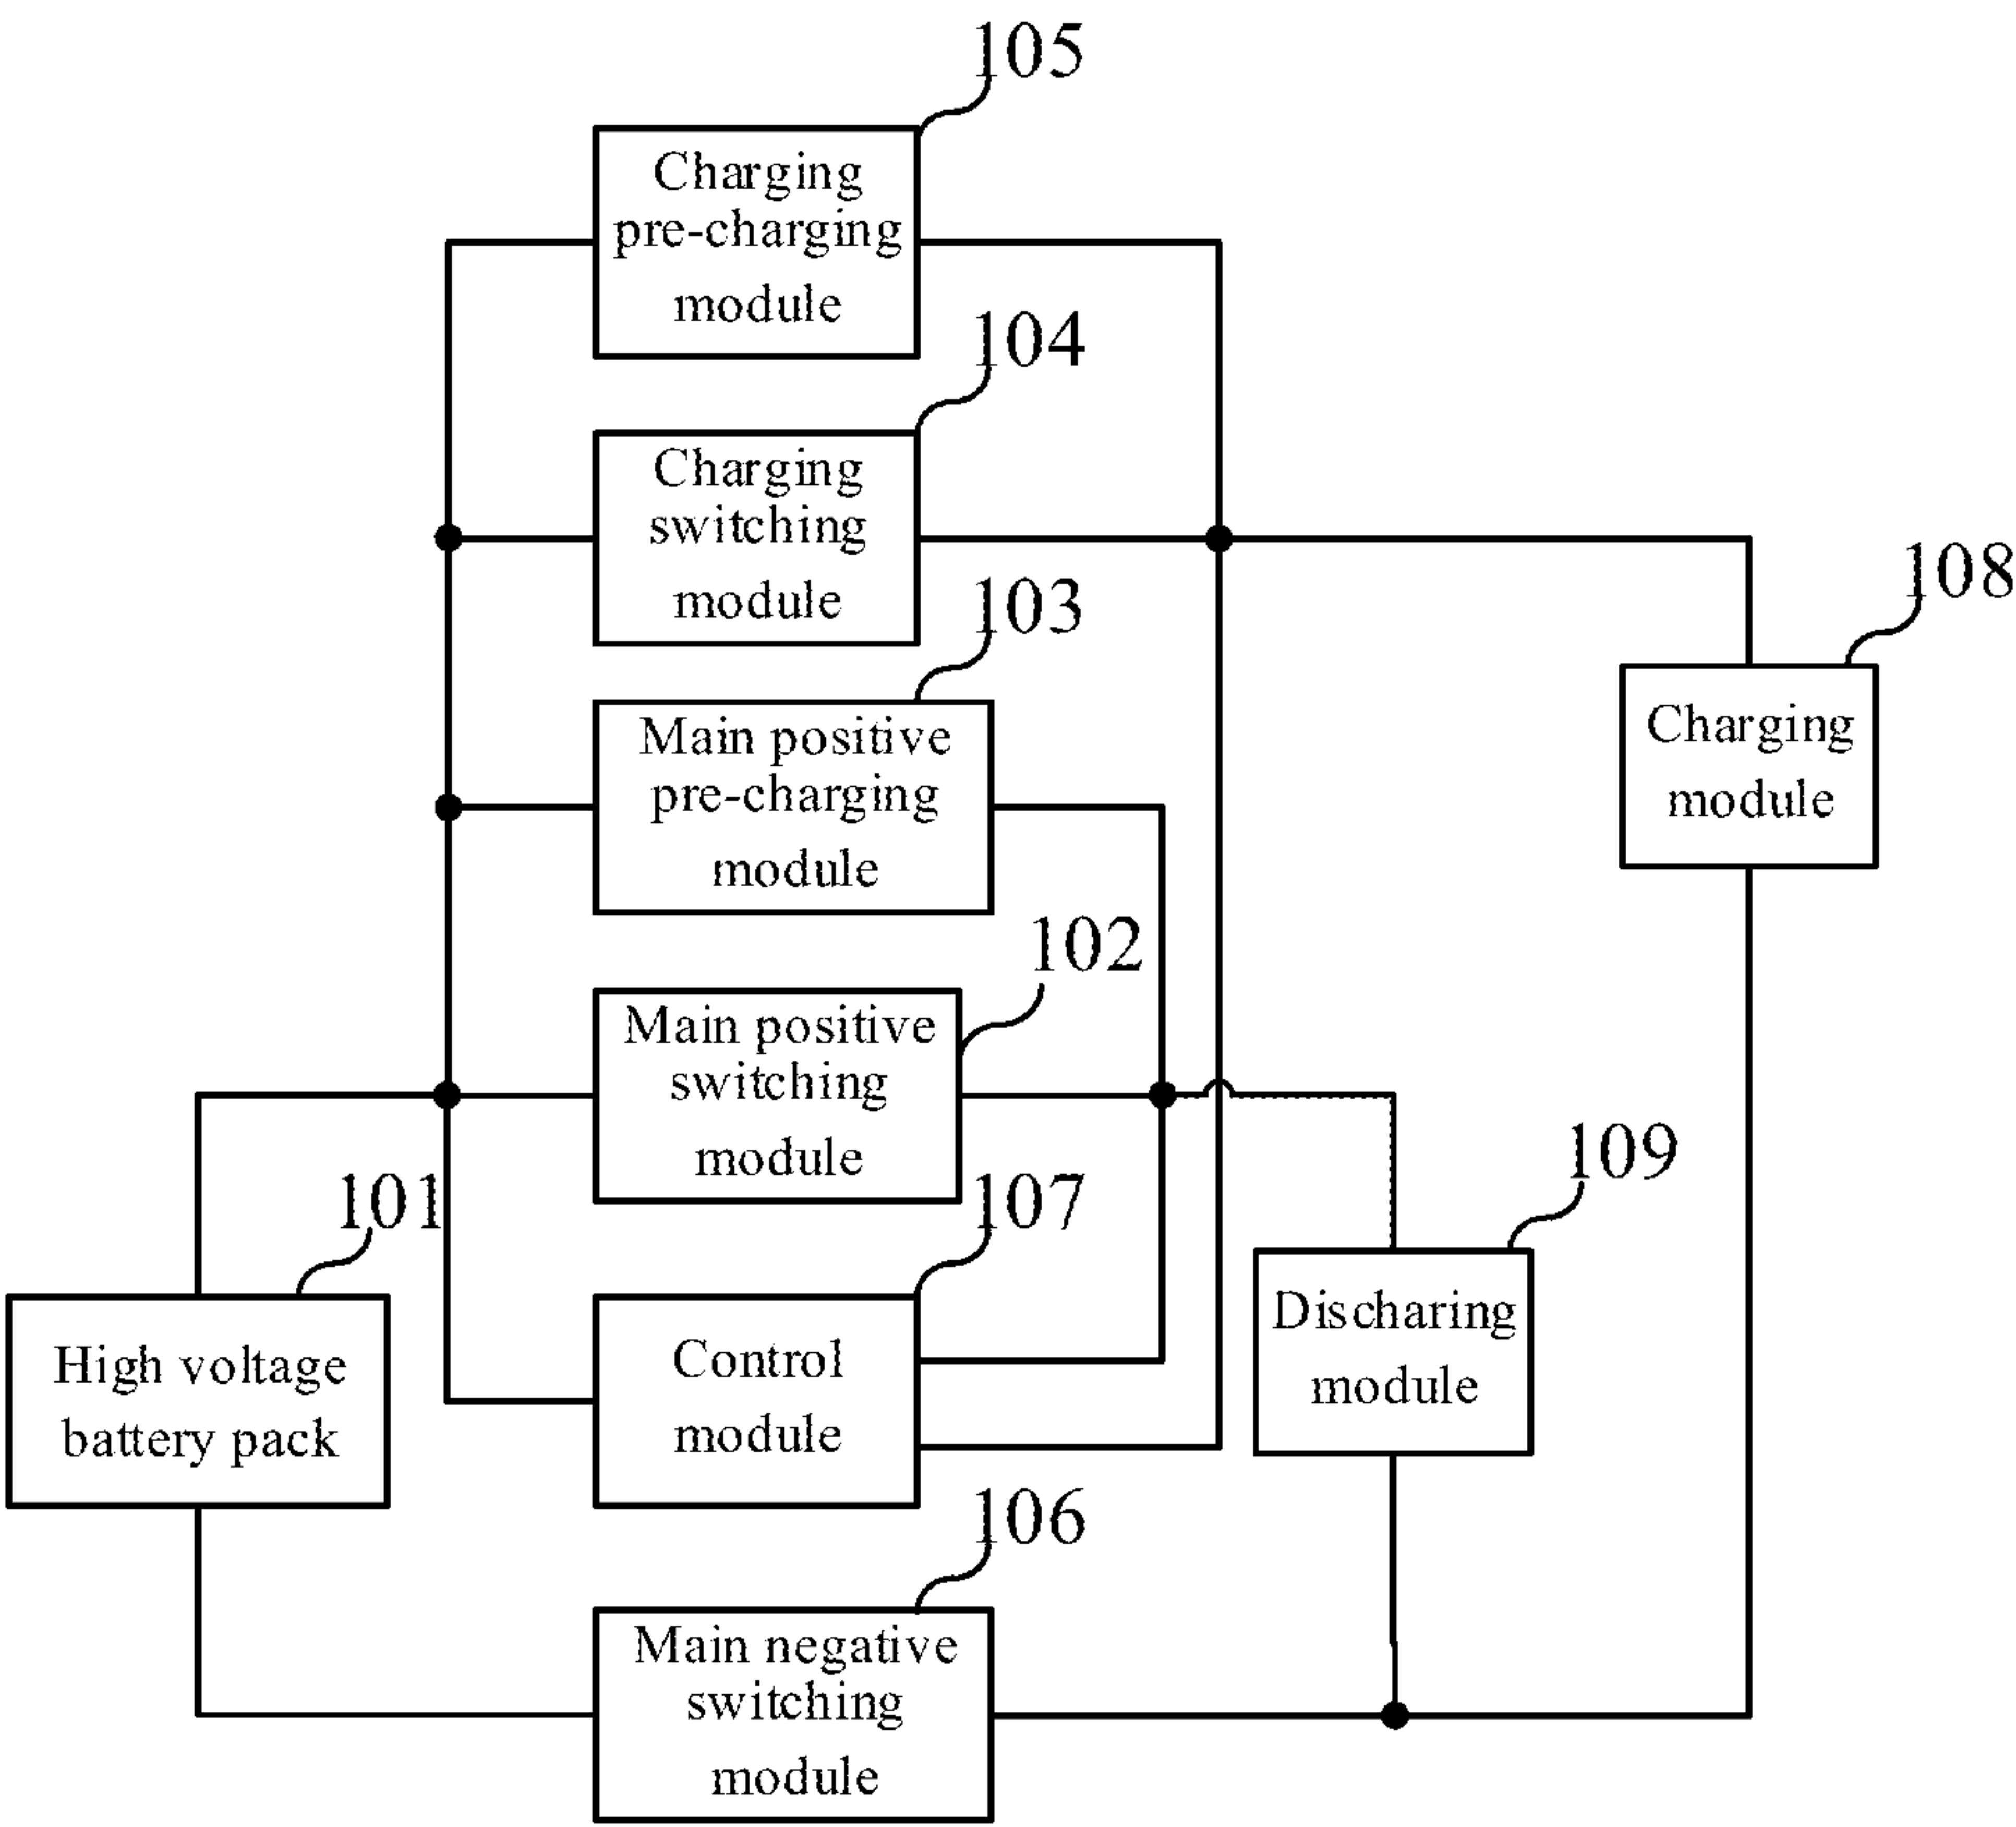 105
Charging
pre-charging
module
104
Charging
switching
module
103
108
Main positive
pre-charging
module
Charging
module
102
Main positive
switching
module
109
101
107
High voltage
battery pack
Control
module
Discharing
module
106
Main negative
switching
module